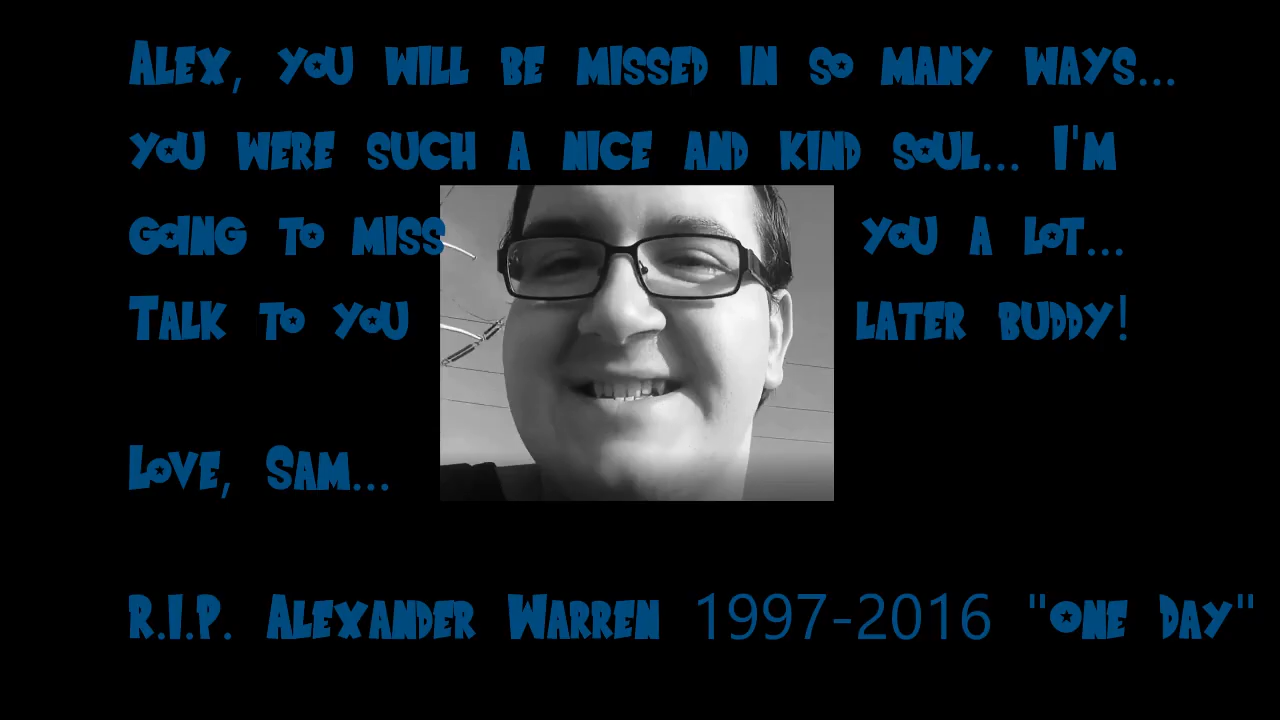 Alex, you will be missed in so many ways...
you were such a nice and kind soul... I'm
going to miss you a lot...
Talk to you later buddy!
Love, Sam...
R.I.P. Alexander Warren 1997-2016 "One Day"